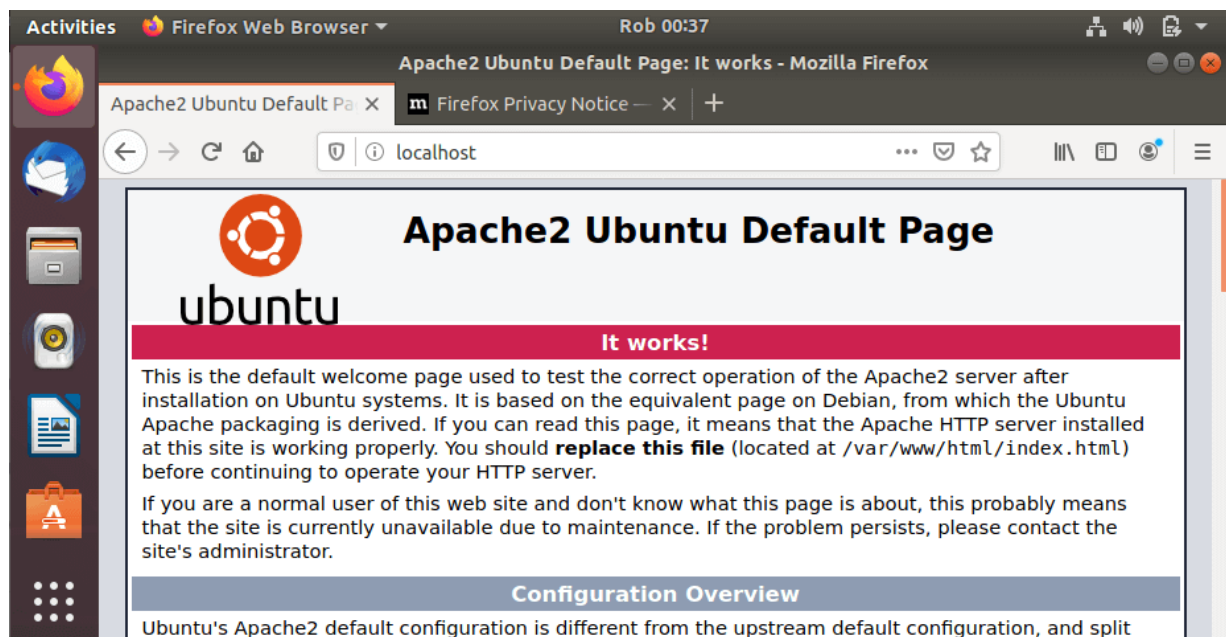 Activities Firefox Web Browser Rob 00:37
Apache2 Ubuntu Default Page: It works - Mozilla Firefox
Apache2 Ubuntu Default Pa Firefox Privacy Notice —
localhost
Apache2 Ubuntu Default Page
ubuntu
It works!
This is the default welcome page used to test the correct operation of the Apache2 server after
installation on Ubuntu systems. It is based on the equivalent page on Debian, from which the Ubuntu
Apache packaging is derived. If you can read this page, it means that the Apache HTTP server installed
at this site is working properly. You should replace this file (located at /var/www/html/index.html)
before continuing to operate your HTTP server.
If you are a normal user of this web site and don't know what this page is about, this probably means
that the site is currently unavailable due to maintenance. If the problem persists, please contact the
site's administrator.
Configuration Overview
Ubuntu's Apache2 default configuration is different from the upstream default configuration, and split